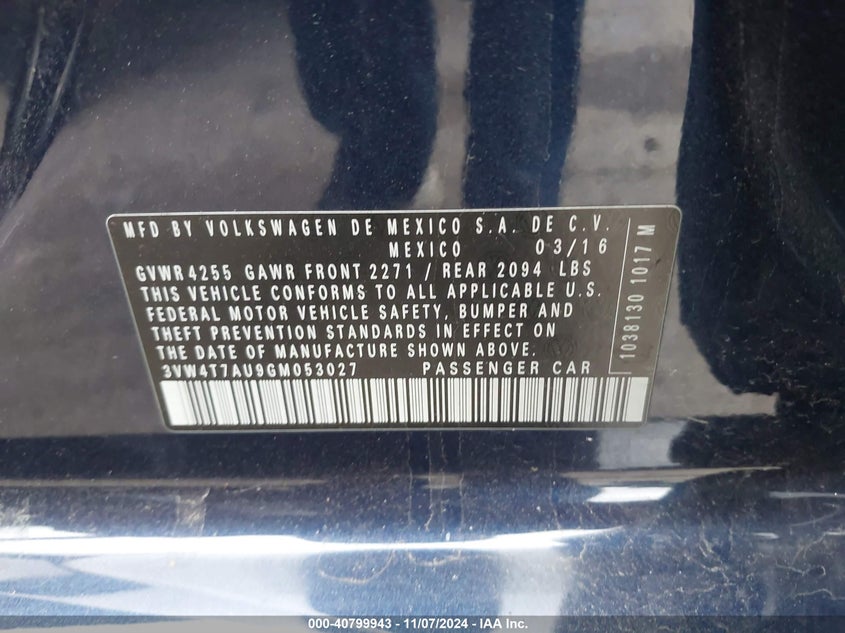 MFD BY VOLKSWAGEN DE MEXICO S.A. DE C.V.
MEXICO 03/16
GVWR 4255 GAWR FRONT 2271 / REAR 2094 LBS
THIS VEHICLE CONFORMS TO ALL APPLICABLE U.S.
FEDERAL MOTOR VEHICLE SAFETY, BUMPER AND
THEFT PREVENTION STANDARDS IN EFFECT ON
THE DATE OF MANUFACTURE SHOWN ABOVE.
3VW4T7AU9GM053027 PASSENGER CAR
1038130 1017 M
000-40799943 - 11/07/2024 - IAA Inc.